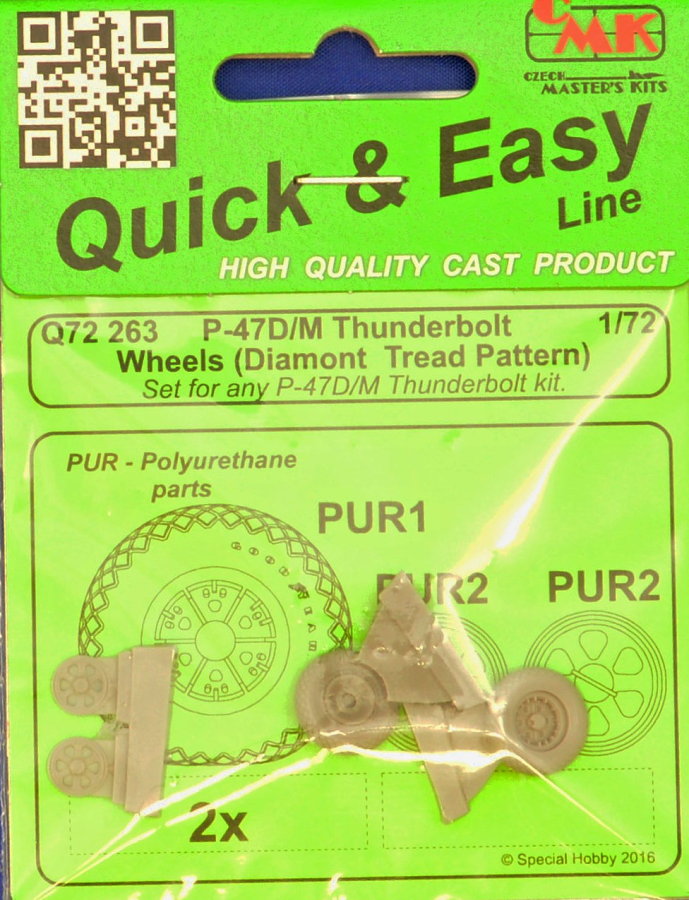 CMK
CZECH
MASTER'S KITS
Quick & Easy
Line
HIGH QUALITY CAST PRODUCT
Q72 263 P-47D/M Thunderbolt 1/72
Wheels (Diamont Tread Pattern)
Set for any P-47D/M Thunderbolt kit.
PUR - Polyurethane
parts
PUR1
PUR2 PUR2
2x
© Special Hobby 2016